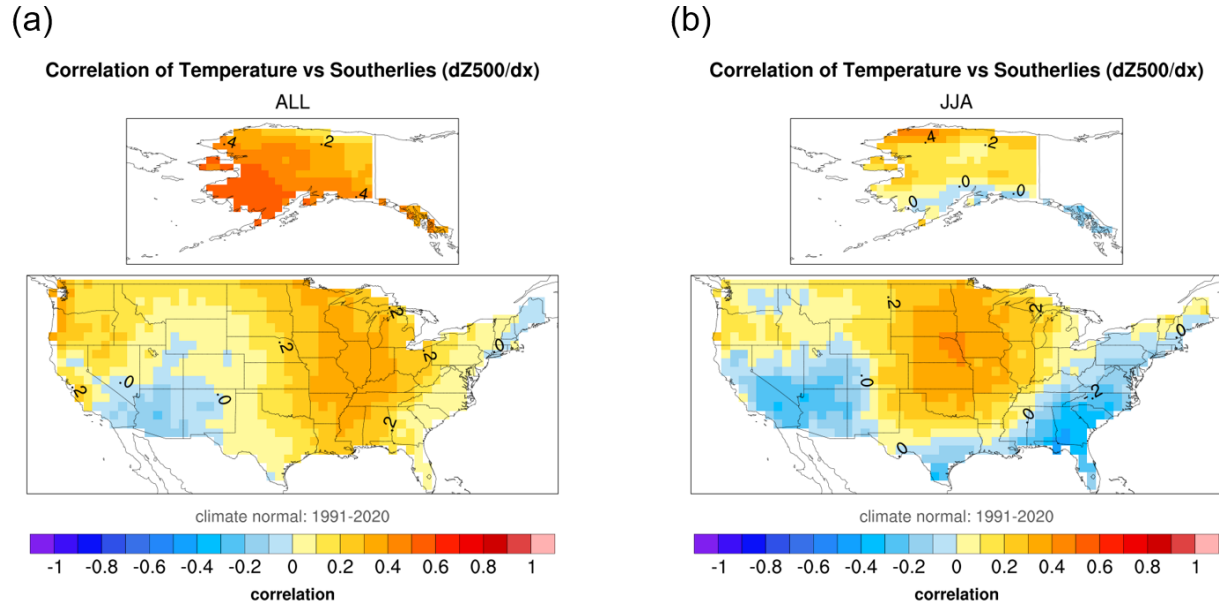 (a)
Correlation of Temperature vs Southerlies (dZ500/dx)
ALL
.4
.2
.4
.2
.2
.2
.0
.2
.0
.0
.2
climate normal: 1991-2020
-1 -0.8 -0.6 -0.4 -0.2 0 0.2 0.4 0.6 0.8 1
correlation
(b)
Correlation of Temperature vs Southerlies (dZ500/dx)
JJA
.4
.2
.0
.0
.0
.2
.2
.0
.0
-.2
.0
.0
climate normal: 1991-2020
-1 -0.8 -0.6 -0.4 -0.2 0 0.2 0.4 0.6 0.8 1
correlation